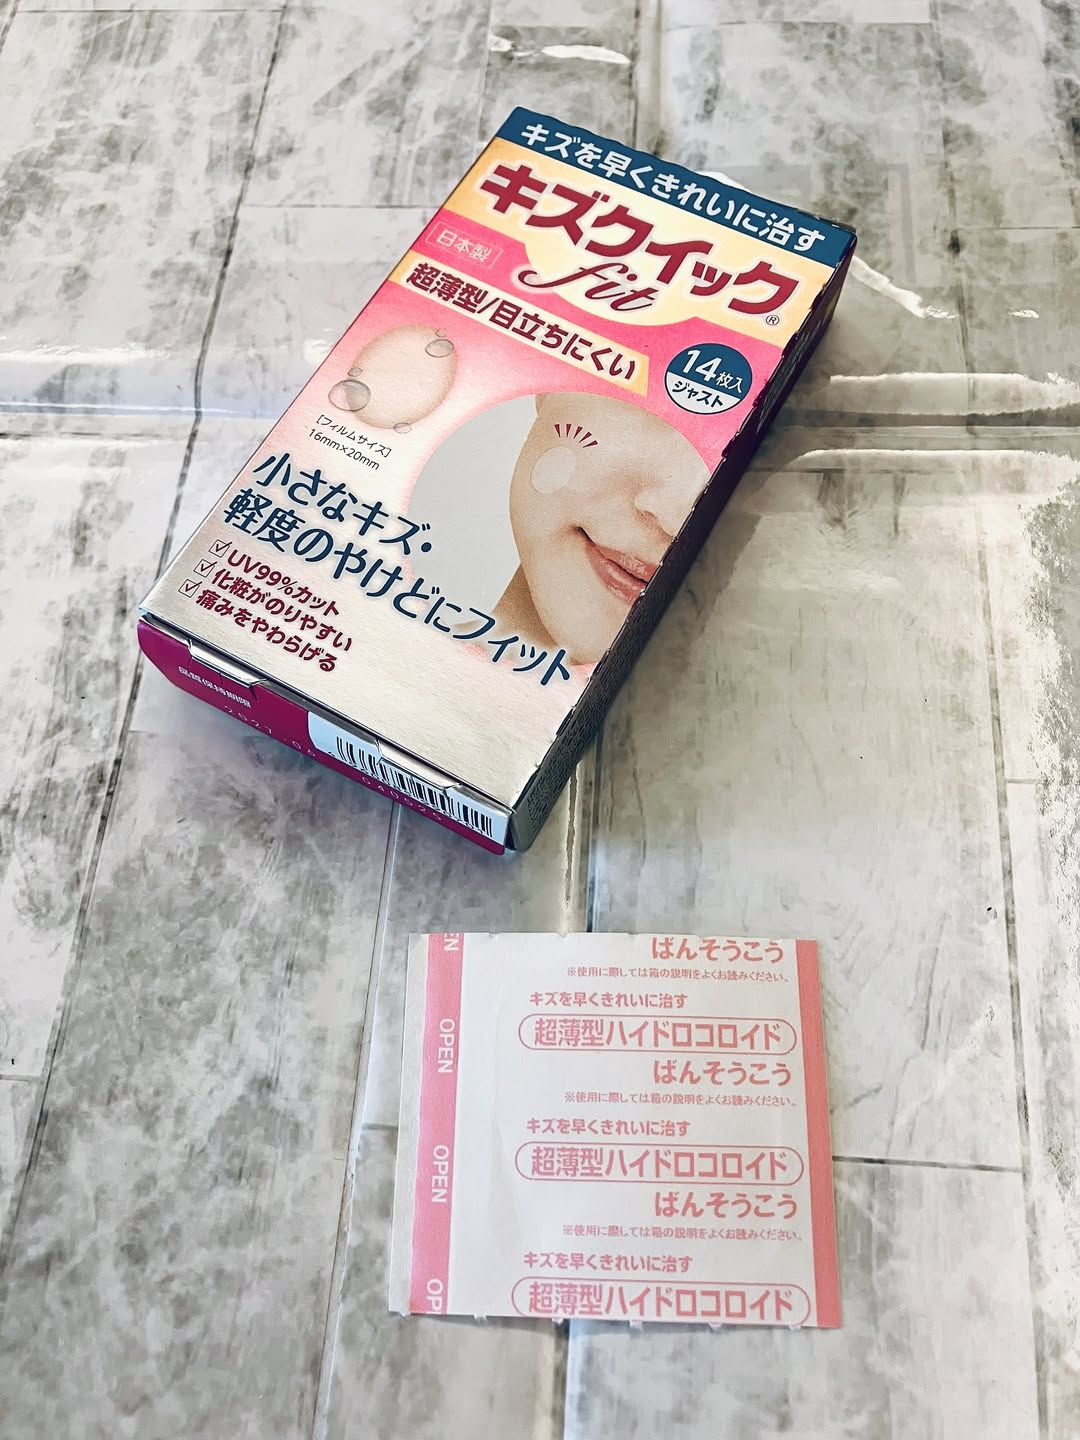 キズを早くきれいに治す
キズクイック®
fit
日本製
超薄型/目立ちにくい
14枚入
ジャスト
[フィルムサイズ]
16mm×20mm
小さなキズ・
軽度のやけどにフィット
UV99%カット
化粧がのりやすい
痛みをやわらげる
品質保持期限
2027.06
040625
EN
OPEN
OPEN
OP
ばんそうこう
※使用に際しては箱の説明をよくお読みください。
キズを早くきれいに治す
超薄型ハイドロコロイド
ばんそうこう
※使用に際しては箱の説明をよくお読みください。
キズを早くきれいに治す
超薄型ハイドロコロイド
ばんそうこう
※使用に際しては箱の説明をよくお読みください。
キズを早くきれいに治す
超薄型ハイドロコロイド